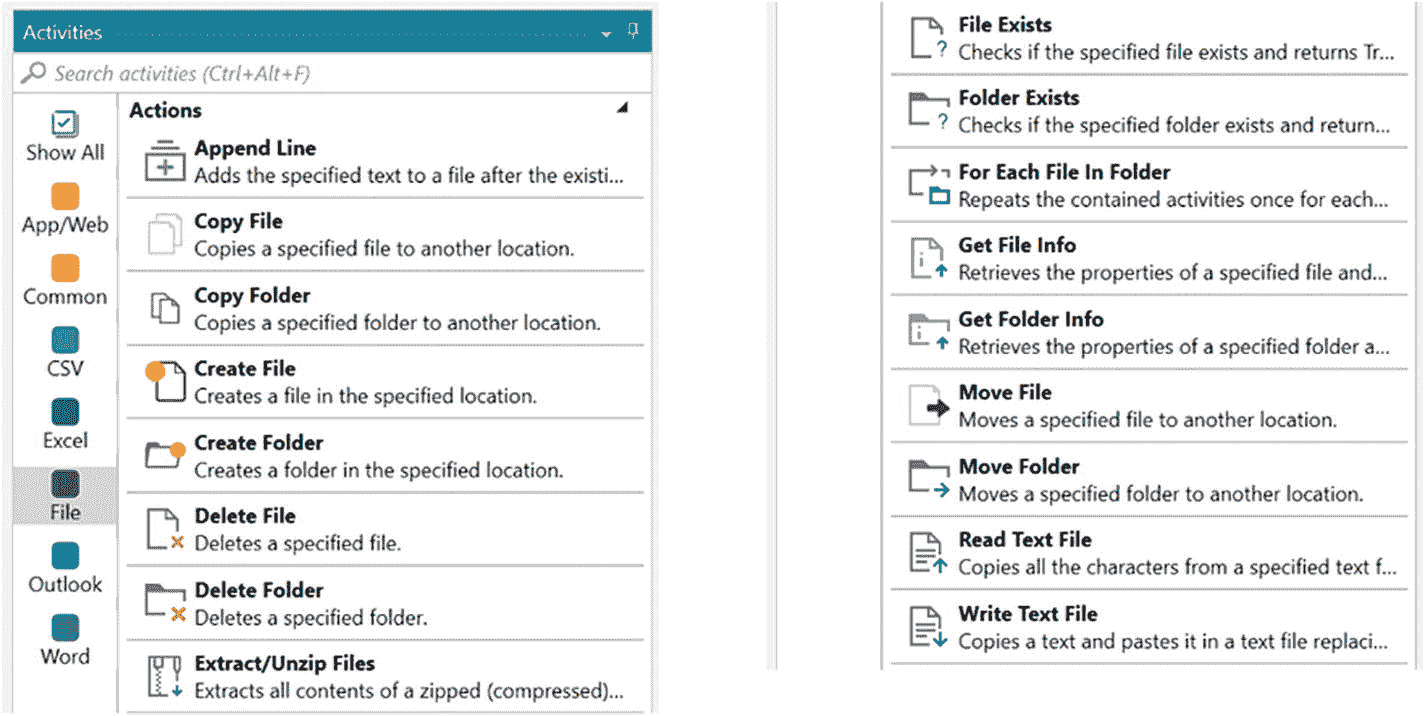 Activities
Search activities (Ctrl+Alt+F)
Show All
App/Web
Common
CSV
Excel
File
Outlook
Word
Actions
Append Line
Adds the specified text to a file after the existi...
Copy File
Copies a specified file to another location.
Copy Folder
Copies a specified folder to another location.
Create File
Creates a file in the specified location.
Create Folder
Creates a folder in the specified location.
Delete File
Deletes a specified file.
Delete Folder
Deletes a specified folder.
Extract/Unzip Files
Extracts all contents of a zipped (compressed)...
File Exists
Checks if the specified file exists and returns Tr...
Folder Exists
Checks if the specified folder exists and return...
For Each File In Folder
Repeats the contained activities once for each...
Get File Info
Retrieves the properties of a specified file and...
Get Folder Info
Retrieves the properties of a specified folder a...
Move File
Moves a specified file to another location.
Move Folder
Moves a specified folder to another location.
Read Text File
Copies all the characters from a specified text f...
Write Text File
Copies a text and pastes it in a text file replaci...